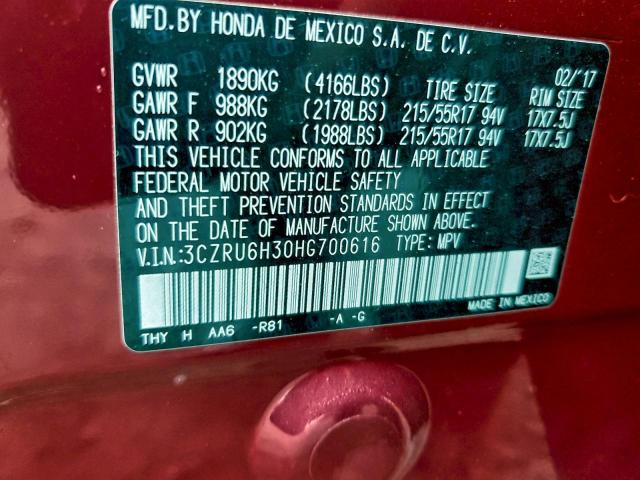 MFD. BY HONDA DE MEXICO S.A. DE C.V.
02/'17
GVWR 1890KG (4166LBS) TIRE SIZE RIM SIZE
GAWR F 988KG (2178LBS) 215/55R17 94V 17X7.5J
GAWR R 902KG (1988LBS) 215/55R17 94V 17X7.5J
THIS VEHICLE CONFORMS TO ALL APPLICABLE
FEDERAL MOTOR VEHICLE SAFETY
AND THEFT PREVENTION STANDARDS IN EFFECT
ON THE DATE OF MANUFACTURE SHOWN ABOVE.
V.I.N.:3CZRU6H30HG700616 TYPE: MPV
MADE IN MEXICO
THY H AA6 -R81 -A -G